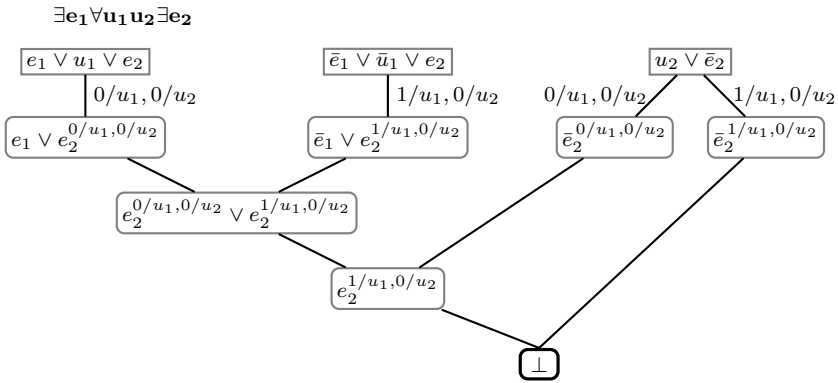 ∃e₁∀u₁u₂∃e₂
e₁ ∨ u₁ ∨ e₂ ē₁ ∨ ū₁ ∨ e₂ u₂ ∨ ē₂
0/u₁, 0/u₂ 1/u₁, 0/u₂ 0/u₁, 0/u₂ 1/u₁, 0/u₂
e₁ ∨ e₂^{0/u₁,0/u₂} ē₁ ∨ e₂^{1/u₁,0/u₂} ē₂^{0/u₁,0/u₂} ē₂^{1/u₁,0/u₂}
e₂^{0/u₁,0/u₂} ∨ e₂^{1/u₁,0/u₂}
e₂^{1/u₁,0/u₂}
⊥